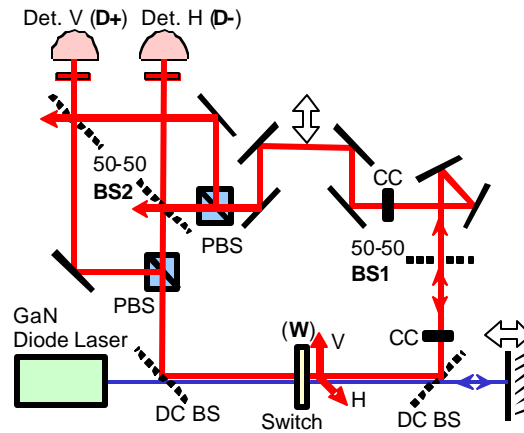 Det. V (D+) Det. H (D-)
50-50
BS2
CC
PBS
50-50
BS1
PBS
GaN
Diode Laser
(W)
V
CC
H
DC BS
Switch
DC BS